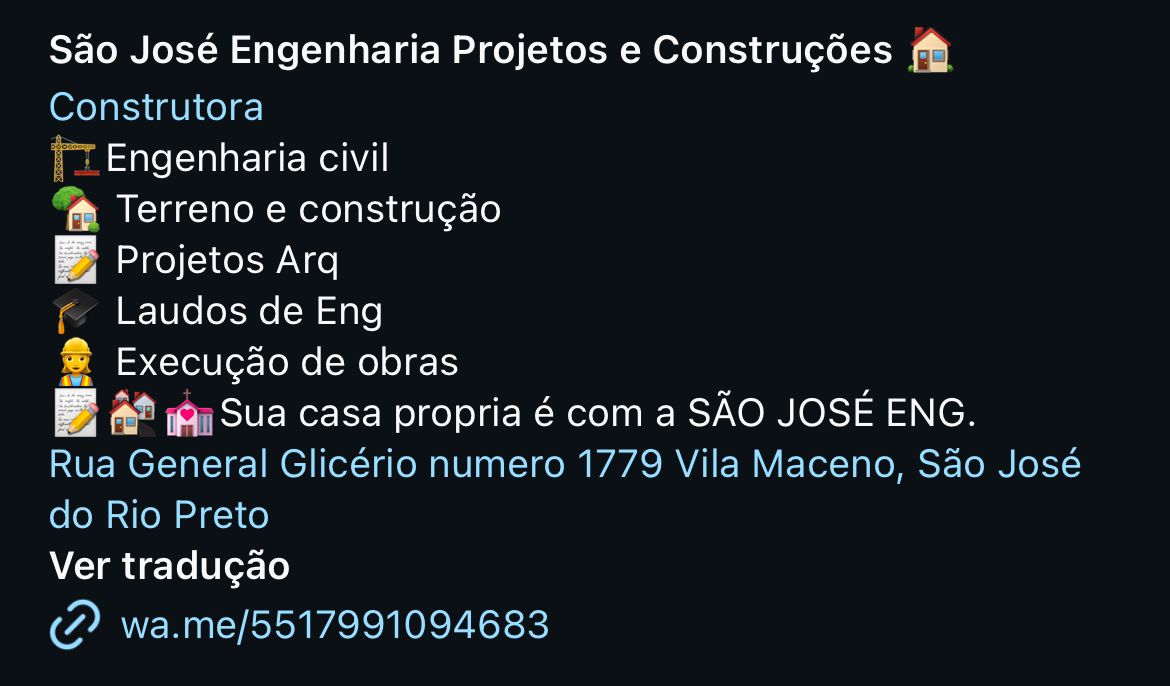 São José Engenharia Projetos e Construções 🏠
Construtora
🏗️Engenharia civil
🏡 Terreno e construção
📝 Projetos Arq
🎓 Laudos de Eng
👷‍♀️ Execução de obras
📝🏘️💒Sua casa propria é com a SÃO JOSÉ ENG.
Rua General Glicério numero 1779 Vila Maceno, São José
do Rio Preto
Ver tradução
wa.me/5517991094683